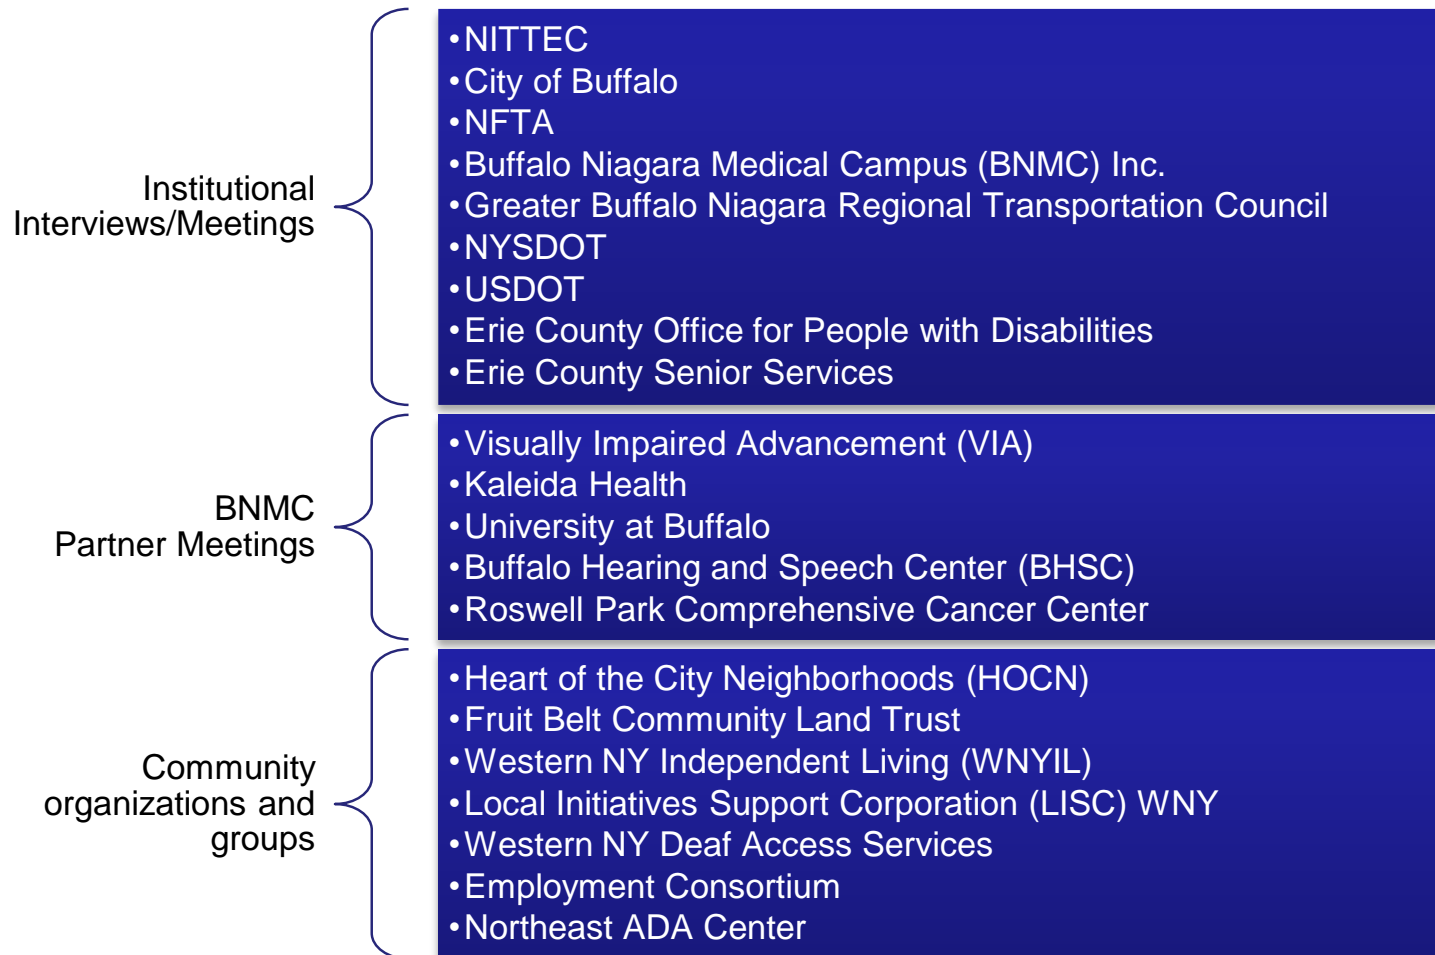 Institutional
Interviews/Meetings
•NITTEC
•City of Buffalo
•NFTA
•Buffalo Niagara Medical Campus (BNMC) Inc.
•Greater Buffalo Niagara Regional Transportation Council
•NYSDOT
•USDOT
•Erie County Office for People with Disabilities
•Erie County Senior Services
BNMC
Partner Meetings
•Visually Impaired Advancement (VIA)
•Kaleida Health
•University at Buffalo
•Buffalo Hearing and Speech Center (BHSC)
•Roswell Park Comprehensive Cancer Center
Community
organizations and
groups
•Heart of the City Neighborhoods (HOCN)
•Fruit Belt Community Land Trust
•Western NY Independent Living (WNYIL)
•Local Initiatives Support Corporation (LISC) WNY
•Western NY Deaf Access Services
•Employment Consortium
•Northeast ADA Center